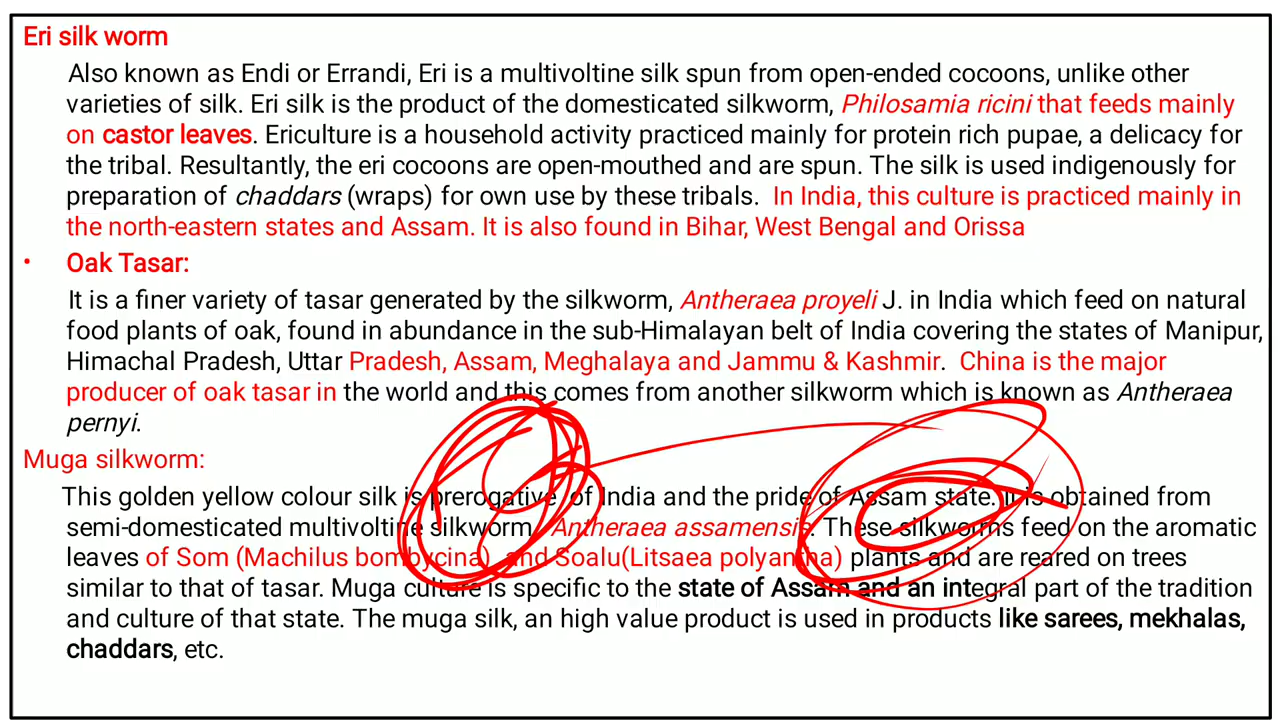 Eri silk worm
Also known as Endi or Errandi, Eri is a multivoltine silk spun from open-ended cocoons, unlike other
varieties of silk. Eri silk is the product of the domesticated silkworm, Philosamia ricini that feeds mainly
on castor leaves. Ericulture is a household activity practiced mainly for protein rich pupae, a delicacy for
the tribal. Resultantly, the eri cocoons are open-mouthed and are spun. The silk is used indigenously for
preparation of chaddars (wraps) for own use by these tribals. In India, this culture is practiced mainly in
the north-eastern states and Assam. It is also found in Bihar, West Bengal and Orissa
• Oak Tasar:
It is a finer variety of tasar generated by the silkworm, Antheraea proyeli J. in India which feed on natural
food plants of oak, found in abundance in the sub-Himalayan belt of India covering the states of Manipur,
Himachal Pradesh, Uttar Pradesh, Assam, Meghalaya and Jammu & Kashmir. China is the major
producer of oak tasar in the world and this comes from another silkworm which is known as Antheraea
pernyi.
Muga silkworm:
This golden yellow colour silk is prerogative of India and the pride of Assam state. It is obtained from
semi-domesticated multivoltine silkworm, Antheraea assamensis. These silkworms feed on the aromatic
leaves of Som (Machilus bombycina) and Soalu(Litsaea polyantha) plants and are reared on trees
similar to that of tasar. Muga culture is specific to the state of Assam and an integral part of the tradition
and culture of that state. The muga silk, an high value product is used in products like sarees, mekhalas,
chaddars, etc.